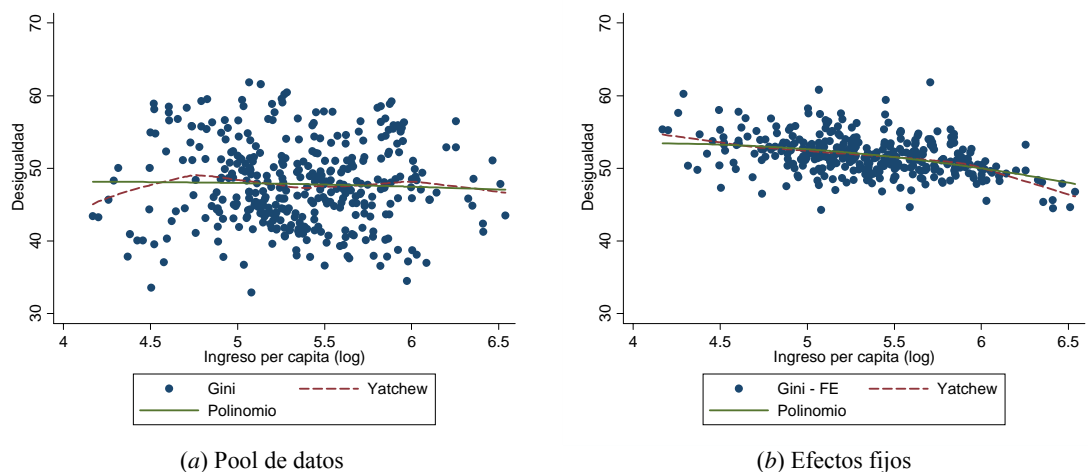 70
60
50
40
30
Desigualdad
4
4.5
5
5.5
6
6.5
Ingreso per capita (log)
Gini
Yatchew
Polinomio
(a) Pool de datos
70
60
50
40
30
Desigualdad
4
4.5
5
5.5
6
6.5
Ingreso per capita (log)
Gini - FE
Yatchew
Polinomio
(b) Efectos fijos